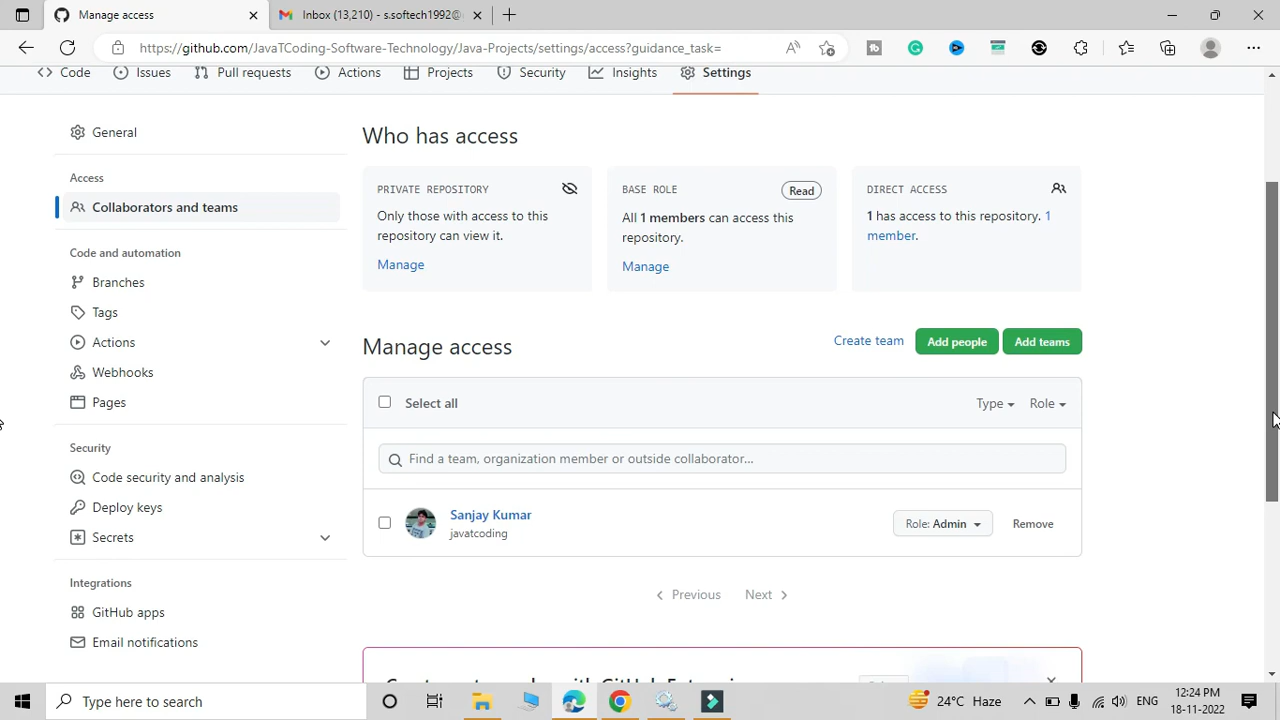 Manage access
Inbox (13,210) - s.softech1992@
https://github.com/JavaTCoding-Software-Technology/Java-Projects/settings/access?guidance_task=
Code
Issues
Pull requests
Actions
Projects
Security
Insights
Settings
General
Access
Collaborators and teams
Code and automation
Branches
Tags
Actions
Webhooks
Pages
Security
Code security and analysis
Deploy keys
Secrets
Integrations
GitHub apps
Email notifications
Who has access
PRIVATE REPOSITORY
Only those with access to this
repository can view it.
Manage
BASE ROLE
Read
All 1 members can access this
repository.
Manage
DIRECT ACCESS
1 has access to this repository. 1
member.
Manage access
Create team
Add people
Add teams
Select all
Type
Role
Find a team, organization member or outside collaborator...
Sanjay Kumar
javatcoding
Role: Admin
Remove
Previous
Next
Type here to search
24°C Haze
ENG
12:24 PM
18-11-2022